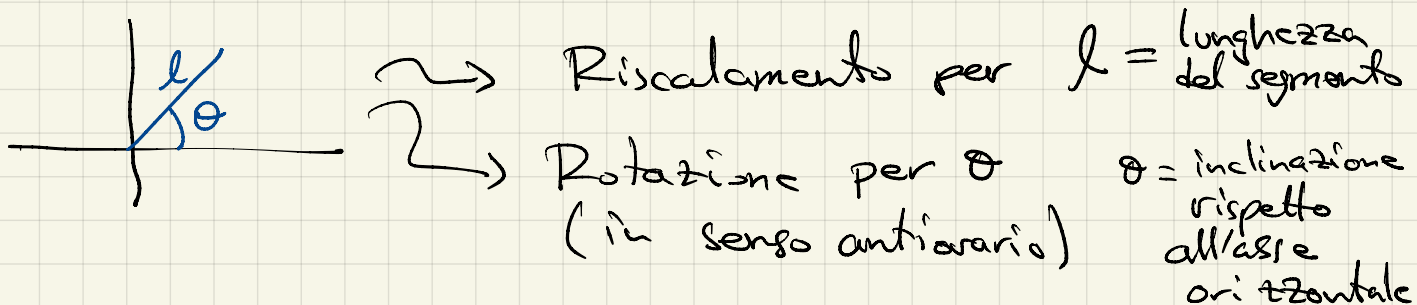 l
θ
Riscalamento per l = lunghezza
del segmento
Rotazione per θ
(in senso antiorario)
θ = inclinazione
rispetto
all'asse
orizzontale